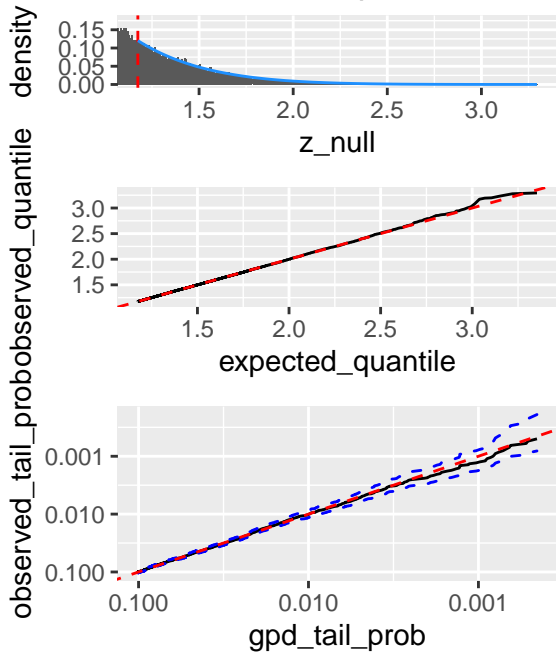 density
0.15
0.10
0.05
0.00
1.5 2.0 2.5 3.0
z_null
observed_quantile
3.0
2.5
2.0
1.5
1.5 2.0 2.5 3.0
expected_quantile
observed_tail_prob
0.001
0.010
0.100
0.100 0.010 0.001
gpd_tail_prob